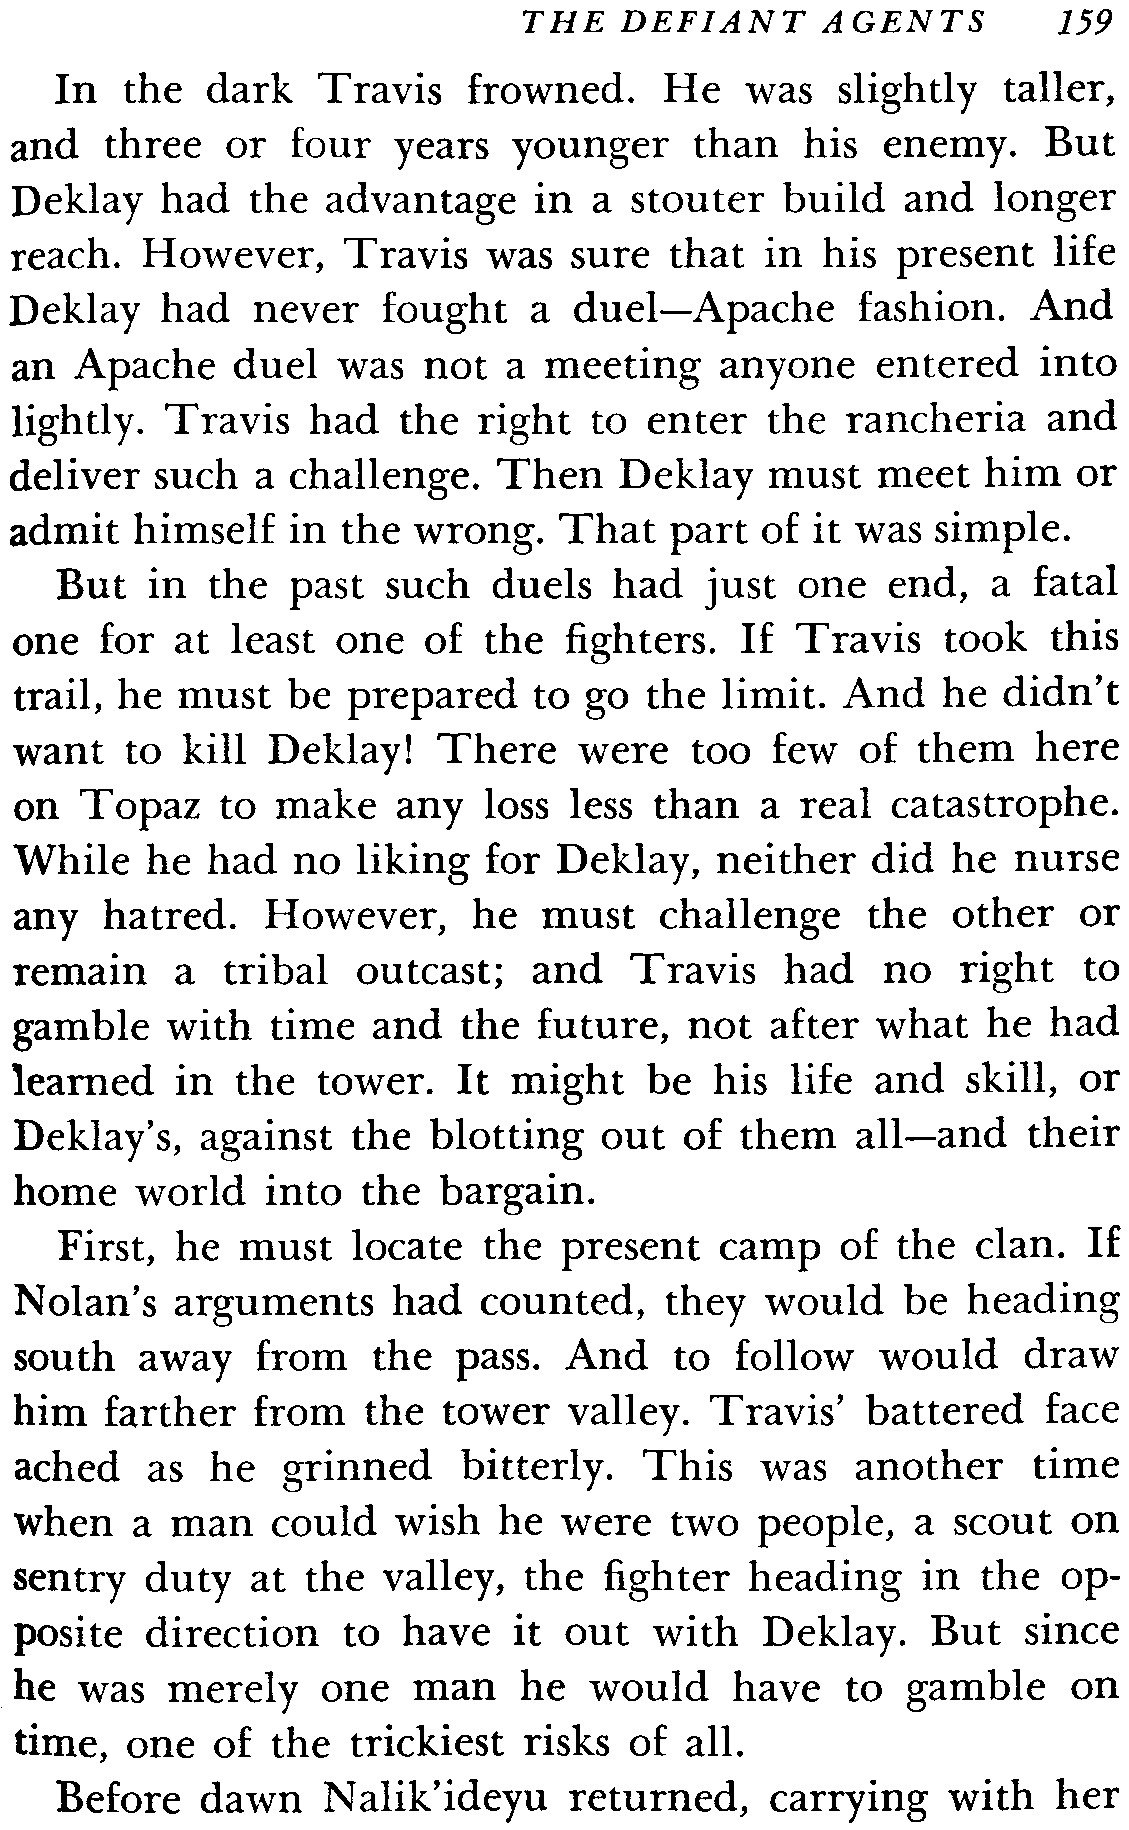 THE DEFIANT AGENTS 159
In the dark Travis frowned. He was slightly taller,
and three or four years younger than his enemy. But
Deklay had the advantage in a stouter build and longer
reach. However, Travis was sure that in his present life
Deklay had never fought a duel—Apache fashion. And
an Apache duel was not a meeting anyone entered into
lightly. Travis had the right to enter the rancheria and
deliver such a challenge. Then Deklay must meet him or
admit himself in the wrong. That part of it was simple.
But in the past such duels had just one end, a fatal
one for at least one of the fighters. If Travis took this
trail, he must be prepared to go the limit. And he didn't
want to kill Deklay! There were too few of them here
on Topaz to make any loss less than a real catastrophe.
While he had no liking for Deklay, neither did he nurse
any hatred. However, he must challenge the other or
remain a tribal outcast; and Travis had no right to
gamble with time and the future, not after what he had
learned in the tower. It might be his life and skill, or
Deklay's, against the blotting out of them all—and their
home world into the bargain.
First, he must locate the present camp of the clan. If
Nolan's arguments had counted, they would be heading
south away from the pass. And to follow would draw
him farther from the tower valley. Travis' battered face
ached as he grinned bitterly. This was another time
when a man could wish he were two people, a scout on
sentry duty at the valley, the fighter heading in the op-
posite direction to have it out with Deklay. But since
he was merely one man he would have to gamble on
time, one of the trickiest risks of all.
Before dawn Nalik'ideyu returned, carrying with her